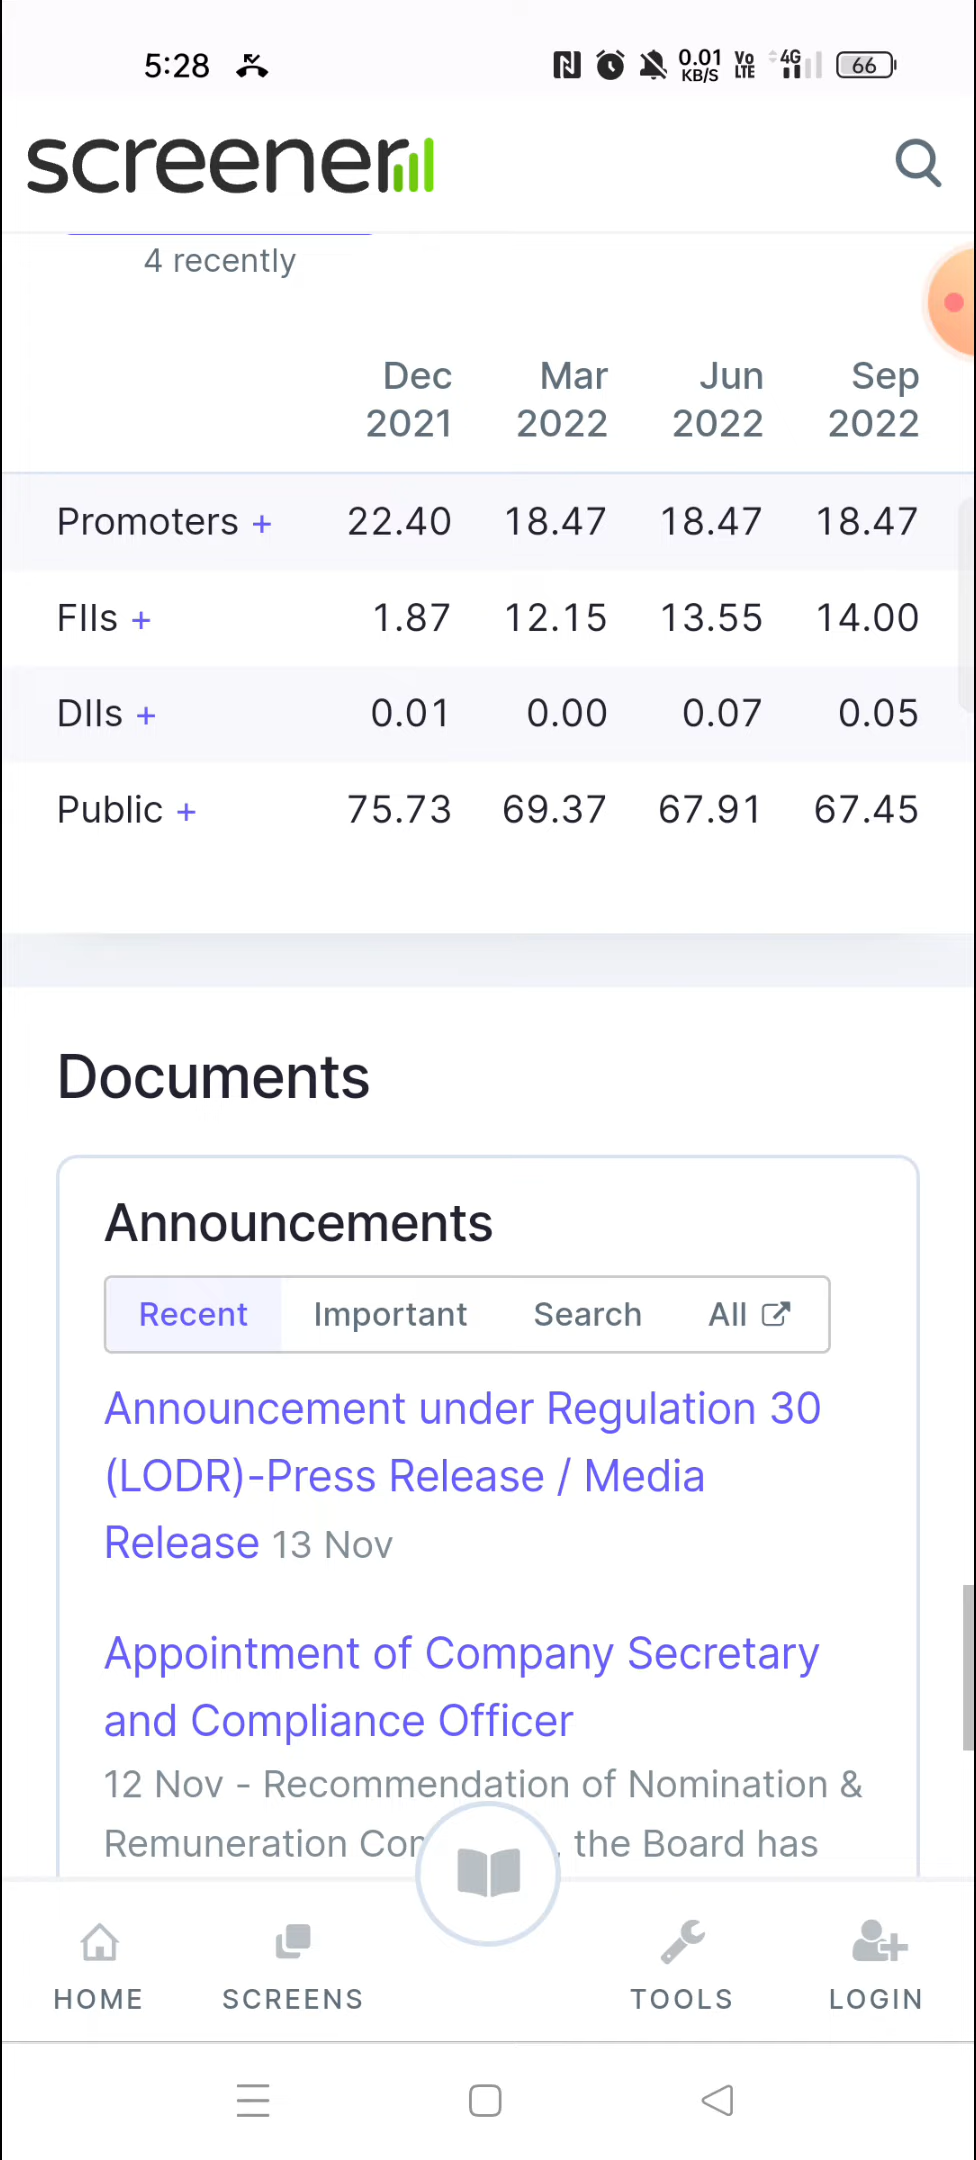 5:28 0.01 KB/S Vo LTE 4G 66
screener
4 recently
Dec 2021 Mar 2022 Jun 2022 Sep 2022
Promoters + 22.40 18.47 18.47 18.47
FIIs + 1.87 12.15 13.55 14.00
DIIs + 0.01 0.00 0.07 0.05
Public + 75.73 69.37 67.91 67.45
Documents
Announcements
Recent Important Search All
Announcement under Regulation 30
(LODR)-Press Release / Media
Release 13 Nov
Appointment of Company Secretary
and Compliance Officer
12 Nov - Recommendation of Nomination &
Remuneration the Board has
HOME SCREENS TOOLS LOGIN